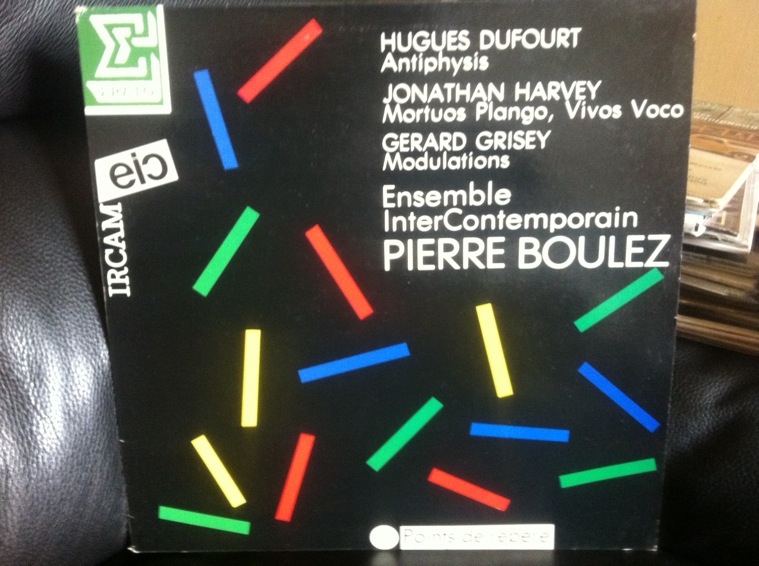 HUGUES DUFOURT
Antiphysis
JONATHAN HARVEY
Mortuos Plango, Vivos Voco
GERARD GRISEY
Modulations
Ensemble
InterContemporain
PIERRE BOULEZ
eic
IRCAM
Points de repère